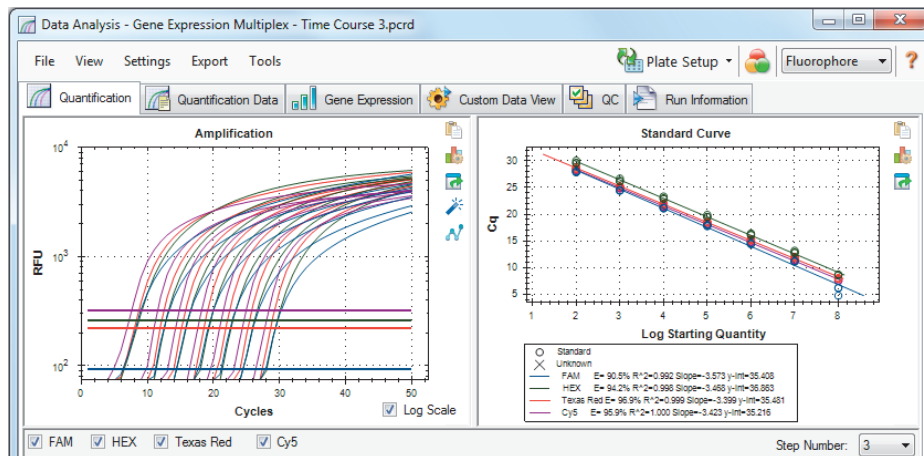 Data Analysis - Gene Expression Multiplex - Time Course 3.pcrd
File View Settings Export Tools
Plate Setup
Fluorophore
?
Quantification
Quantification Data
Gene Expression
Custom Data View
QC
Run Information
Amplification
10^4
10^3
10^2
RFU
0 10 20 30 40 50
Cycles
Log Scale
Standard Curve
30
25
20
15
10
5
Cq
1 2 3 4 5 6 7 8
Log Starting Quantity
Standard
Unknown
FAM E= 90.5% R^2=0.992 Slope=-3.573 y-int=35.408
HEX E= 94.2% R^2=0.998 Slope=-3.468 y-int=36.863
Texas Red E= 96.9% R^2=0.999 Slope=-3.399 y-int=35.481
Cy5 E= 95.9% R^2=1.000 Slope=-3.423 y-int=35.216
FAM HEX Texas Red Cy5
Step Number: 3